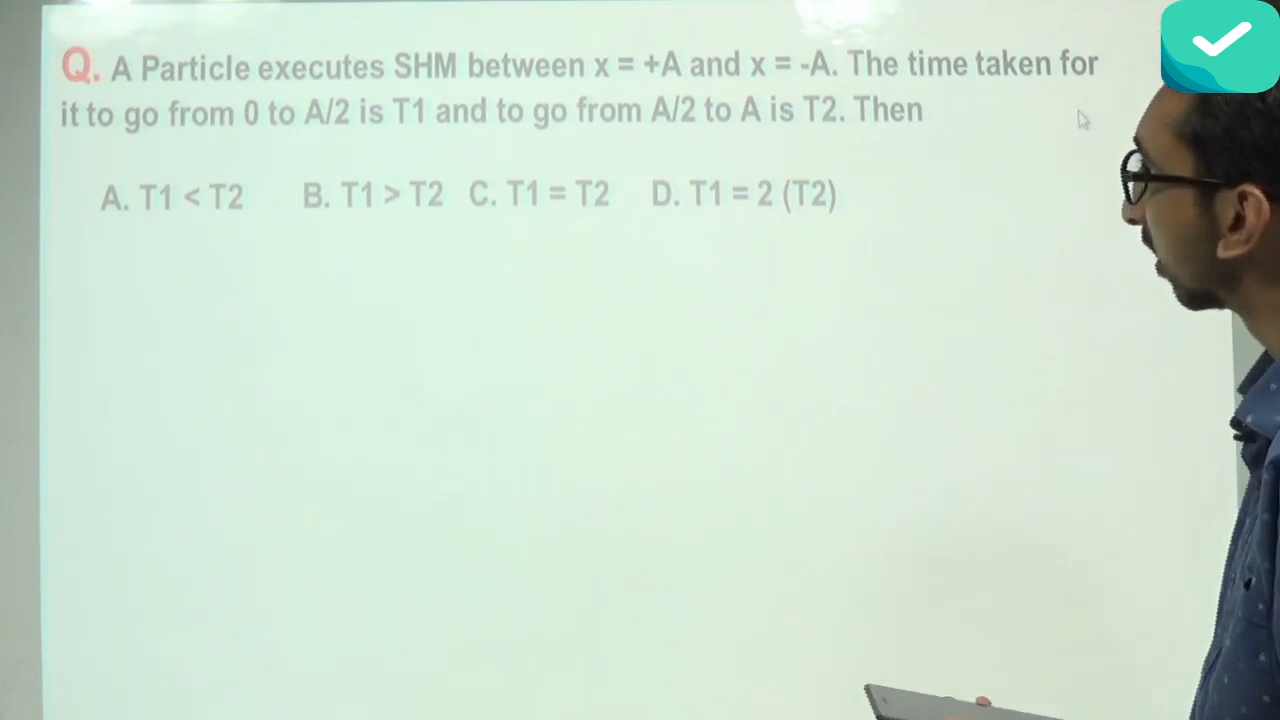 Q. A Particle executes SHM between x = +A and x = -A. The time taken for
it to go from 0 to A/2 is T1 and to go from A/2 to A is T2. Then
A. T1 < T2 B. T1 > T2 C. T1 = T2 D. T1 = 2 (T2)